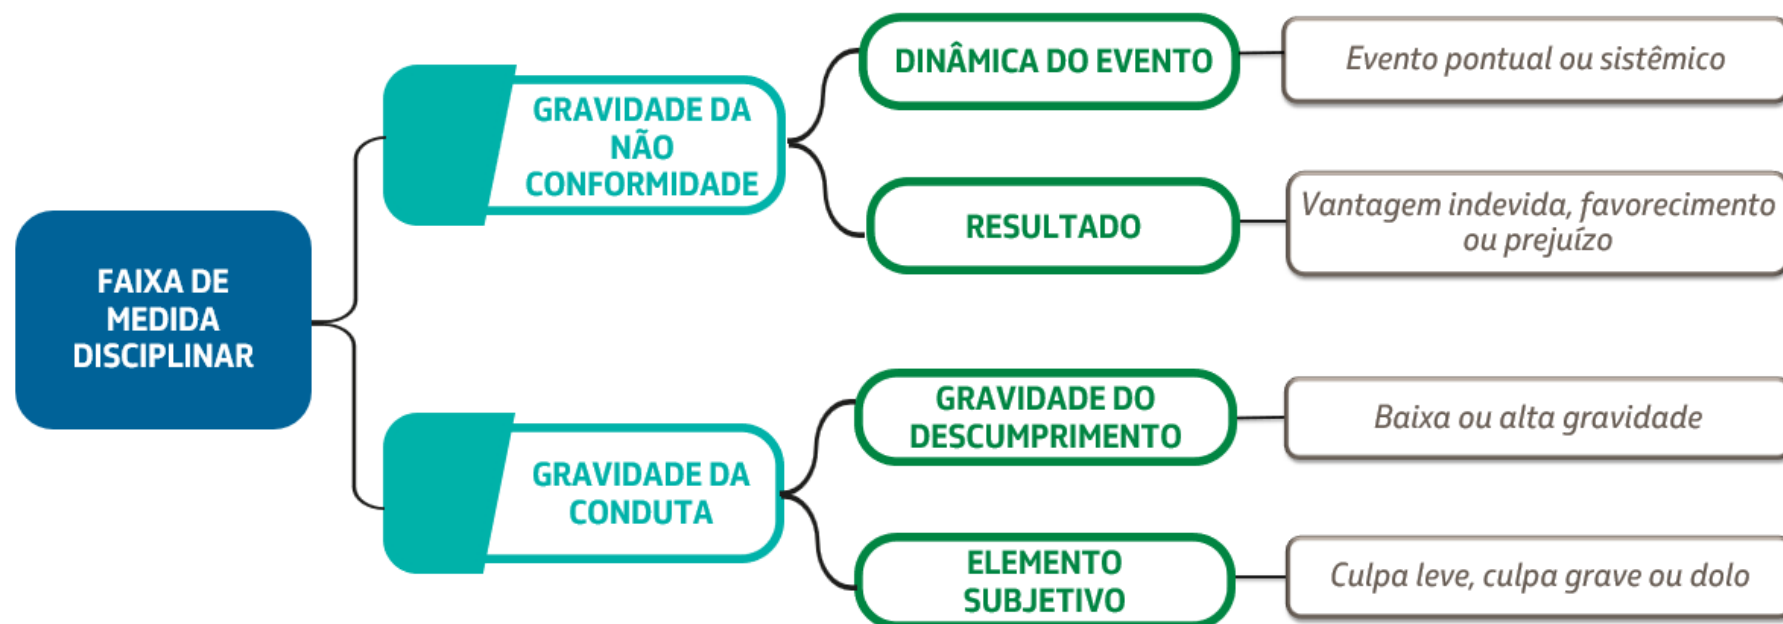 FAIXA DE
MEDIDA
DISCIPLINAR
GRAVIDADE DA
NÃO
CONFORMIDADE
DINÂMICA DO EVENTO
Evento pontual ou sistêmico
RESULTADO
Vantagem indevida, favorecimento
ou prejuízo
GRAVIDADE DA
CONDUTA
GRAVIDADE DO
DESCUMPRIMENTO
Baixa ou alta gravidade
ELEMENTO
SUBJETIVO
Culpa leve, culpa grave ou dolo